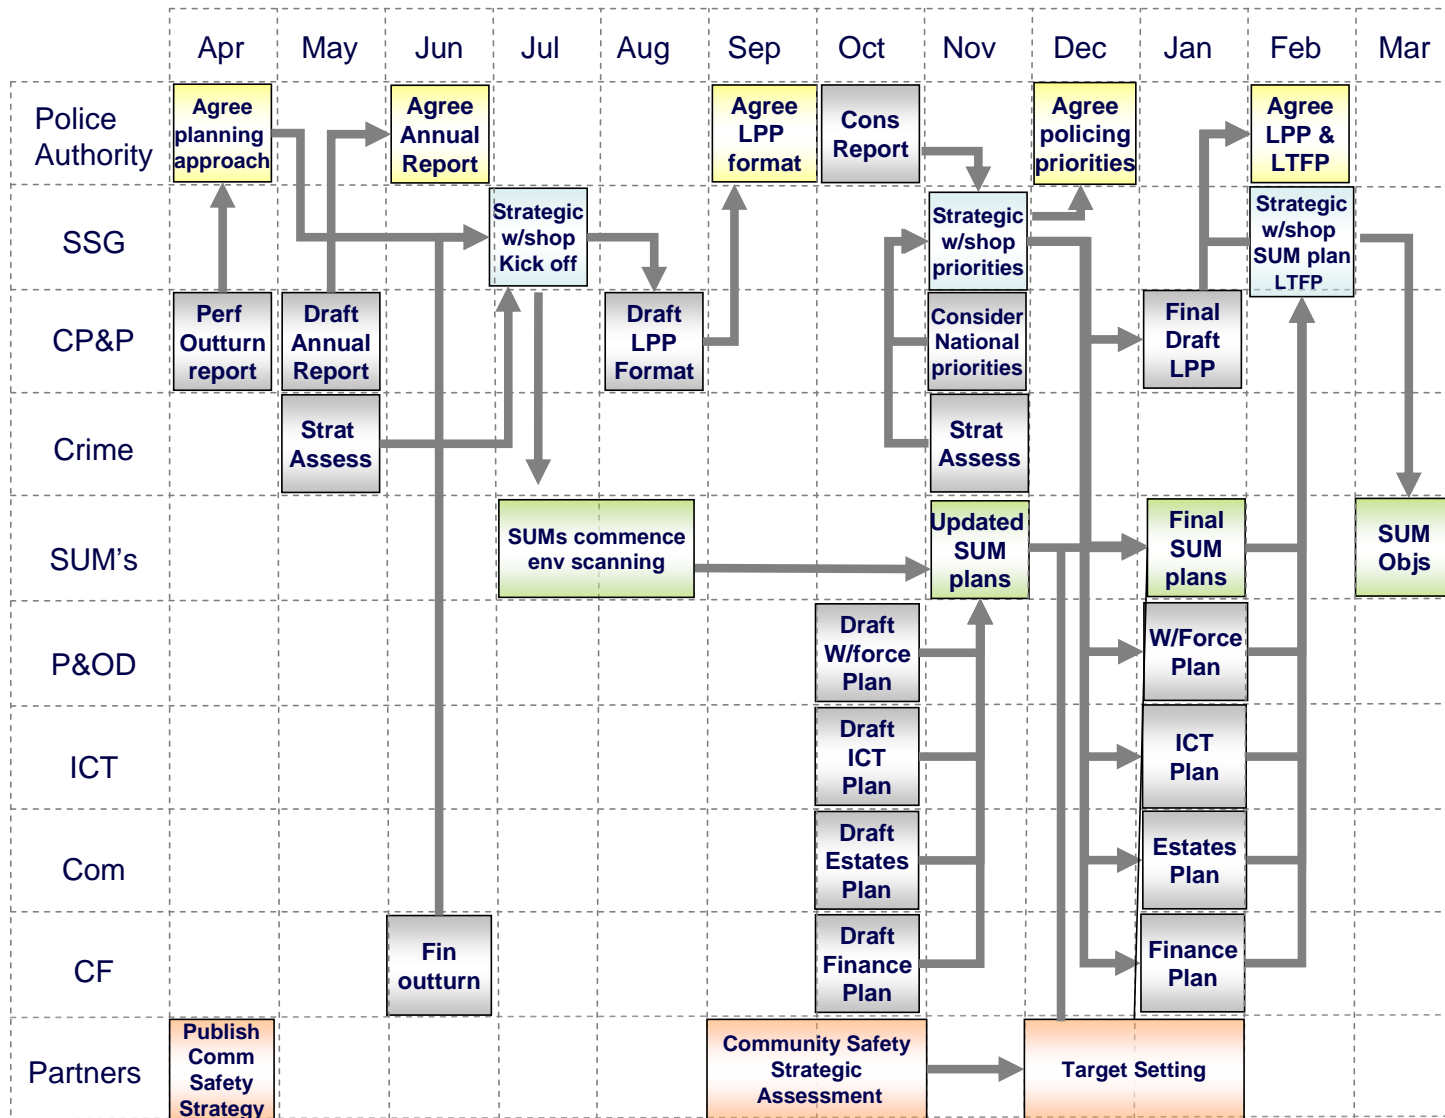 Apr May Jun Jul Aug Sep Oct Nov Dec Jan Feb Mar
Police
Authority
Agree
planning
approach
Agree
Annual
Report
Agree
LPP
format
Cons
Report
Agree
policing
priorities
Agree
LPP &
LTFP
SSG
Strategic
w/shop
Kick off
Strategic
w/shop
priorities
Strategic
w/shop
SUM plan
LTFP
CP&P
Perf
Outturn
report
Draft
Annual
Report
Draft
LPP
Format
Consider
National
priorities
Final
Draft
LPP
Crime
Strat
Assess
Strat
Assess
SUM's
SUMs commence
env scanning
Updated
SUM
plans
Final
SUM
plans
SUM
Objs
P&OD
Draft
W/force
Plan
W/Force
Plan
ICT
Draft
ICT
Plan
ICT
Plan
Com
Draft
Estates
Plan
Estates
Plan
CF
Fin
outturn
Draft
Finance
Plan
Finance
Plan
Partners
Publish
Comm
Safety
Strategy
Community Safety
Strategic
Assessment
Target Setting